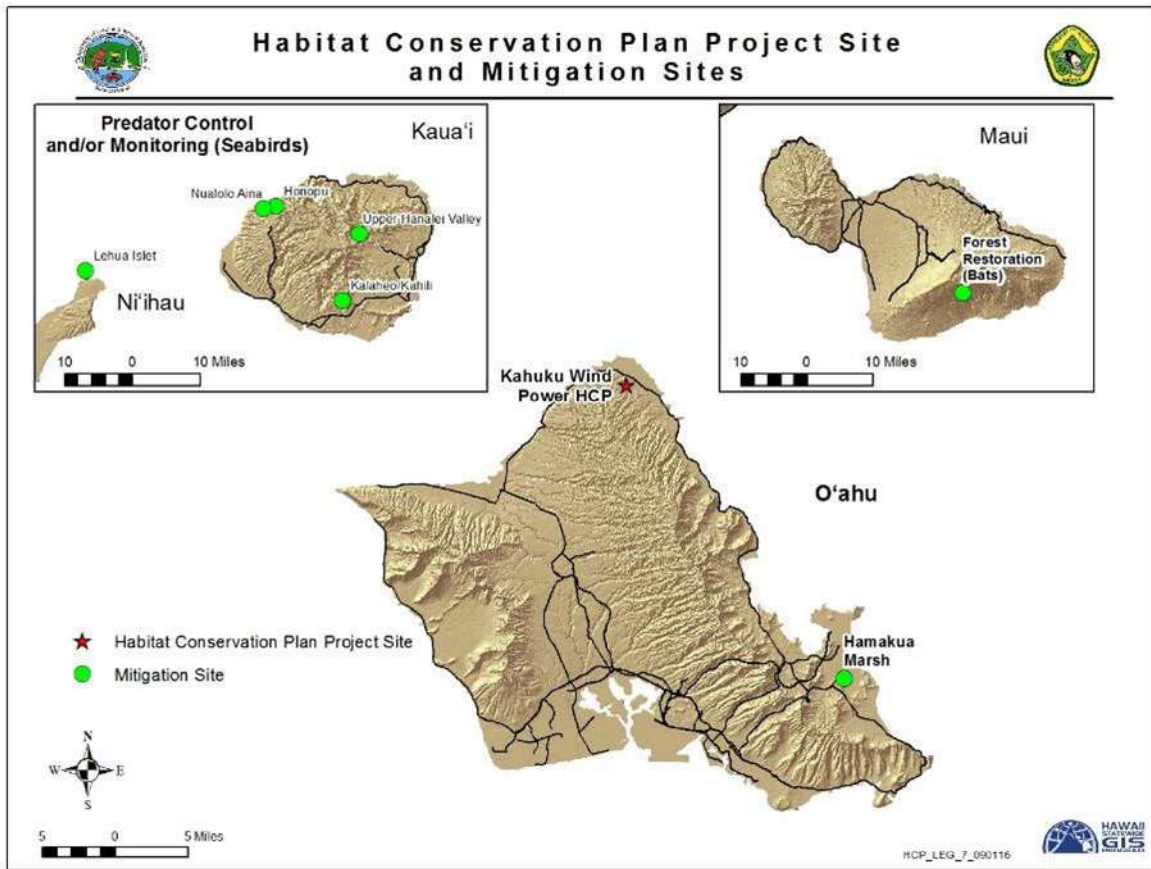 Habitat Conservation Plan Project Site
and Mitigation Sites
Predator Control
and/or Monitoring (Seabirds)
Kaua‘i
Nualolo Aina
Honopu
Upper Hanalei Valley
Lehua Islet
Kalaheo/Kahili
Ni‘ihau
10 0 10 Miles
Maui
Forest
Restoration
(Bats)
10 0 10 Miles
Kahuku Wind
Power HCP
O‘ahu
Hamakua
Marsh
Habitat Conservation Plan Project Site
Mitigation Site
N
W E
S
5 0 5 Miles
HCP_LEG_7_090116
HAWAII
STATEWIDE
GIS